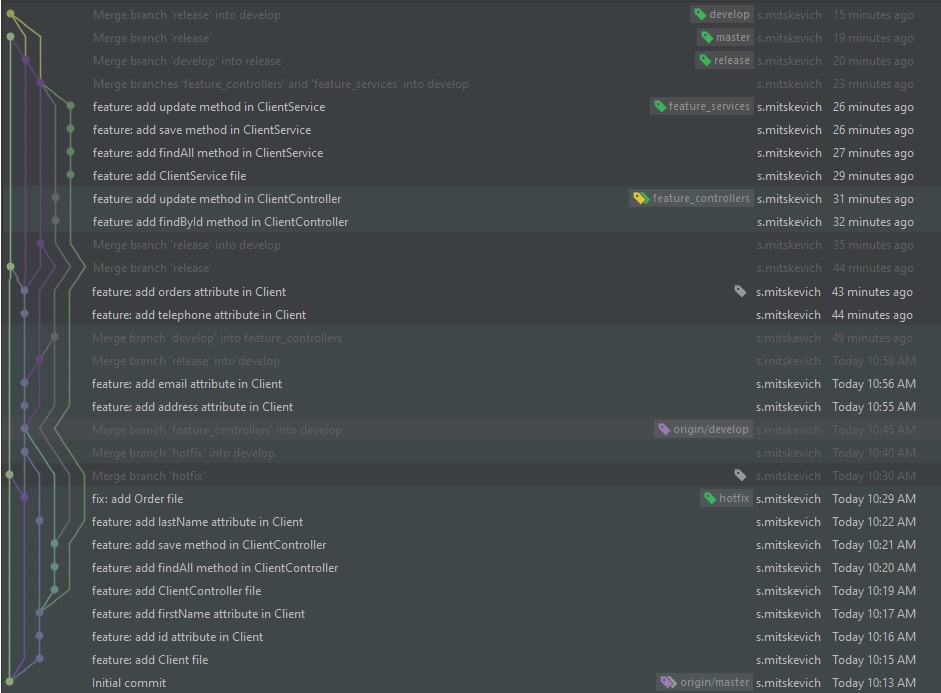 Merge branch 'release' into develop develop s.mitskevich 15 minutes ago
Merge branch 'release' master s.mitskevich 19 minutes ago
Merge branch 'develop' into release release s.mitskevich 20 minutes ago
Merge branches 'feature_controllers' and 'feature_services' into develop s.mitskevich 23 minutes ago
feature: add update method in ClientService feature_services s.mitskevich 26 minutes ago
feature: add save method in ClientService s.mitskevich 26 minutes ago
feature: add findAll method in ClientService s.mitskevich 27 minutes ago
feature: add ClientService file s.mitskevich 29 minutes ago
feature: add update method in ClientController feature_controllers s.mitskevich 31 minutes ago
feature: add findById method in ClientController s.mitskevich 32 minutes ago
Merge branch 'release' into develop s.mitskevich 35 minutes ago
Merge branch 'release' s.mitskevich 44 minutes ago
feature: add orders attribute in Client s.mitskevich 43 minutes ago
feature: add telephone attribute in Client s.mitskevich 44 minutes ago
Merge branch 'develop' into feature_controllers s.mitskevich 49 minutes ago
Merge branch 'release' into develop s.mitskevich Today 10:58 AM
feature: add email attribute in Client s.mitskevich Today 10:56 AM
feature: add address attribute in Client s.mitskevich Today 10:55 AM
Merge branch 'feature_controllers' into develop origin/develop s.mitskevich Today 10:45 AM
Merge branch 'hotfix' into develop s.mitskevich Today 10:40 AM
Merge branch 'hotfix' s.mitskevich Today 10:30 AM
fix: add Order file hotfix s.mitskevich Today 10:29 AM
feature: add lastName attribute in Client s.mitskevich Today 10:22 AM
feature: add save method in ClientController s.mitskevich Today 10:21 AM
feature: add findAll method in ClientController s.mitskevich Today 10:20 AM
feature: add ClientController file s.mitskevich Today 10:19 AM
feature: add firstName attribute in Client s.mitskevich Today 10:17 AM
feature: add id attribute in Client s.mitskevich Today 10:16 AM
feature: add Client file s.mitskevich Today 10:15 AM
Initial commit origin/master s.mitskevich Today 10:13 AM